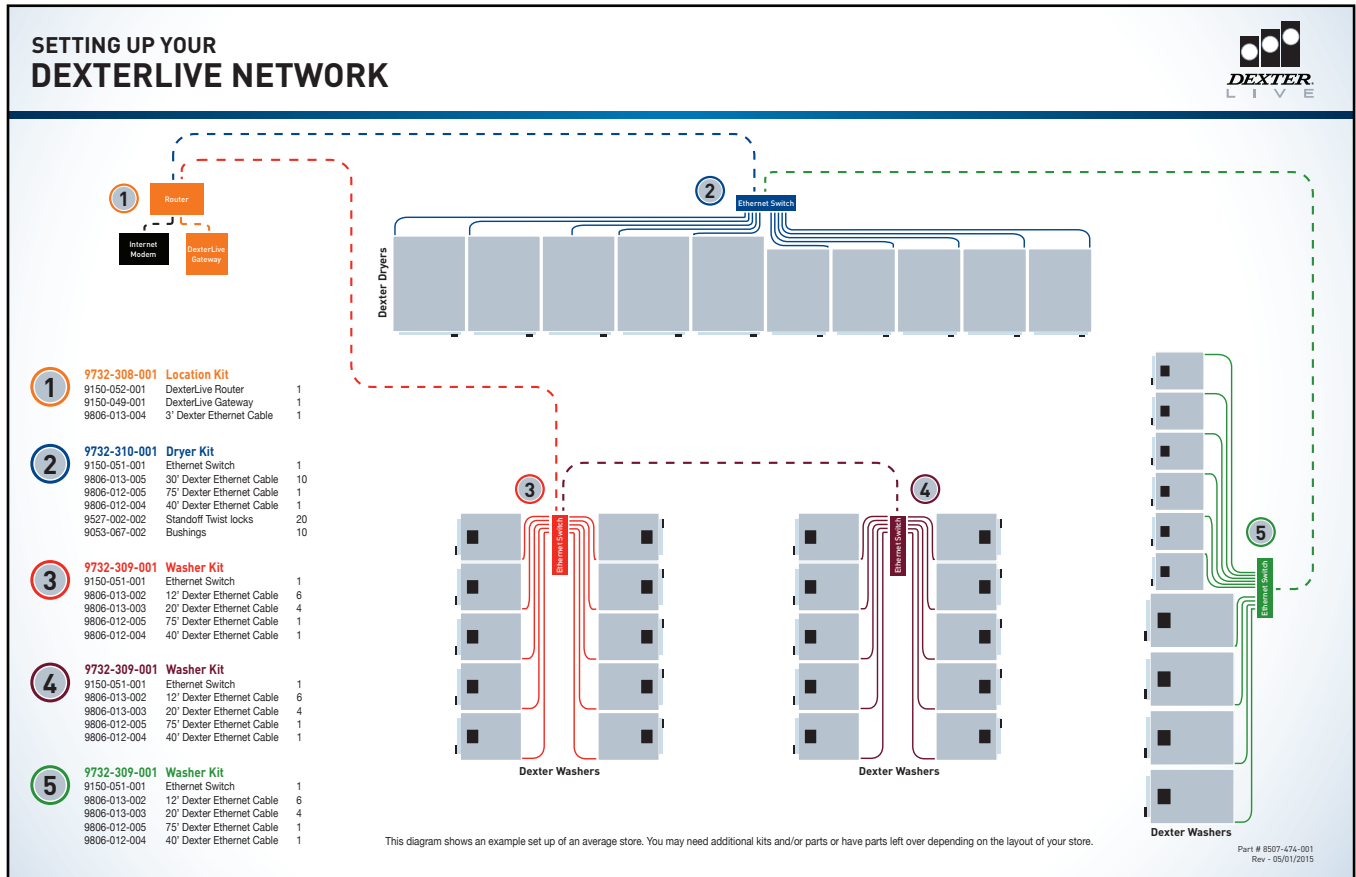 SETTING UP YOUR
DEXTERLIVE NETWORK
DEXTER.
LIVE
1
Router
Internet
Modem
DexterLive
Gateway
2
Ethernet Switch
Dexter Dryers
1
9732-308-001 Location Kit
9150-052-001 DexterLive Router 1
9150-049-001 DexterLive Gateway 1
9806-013-004 3' Dexter Ethernet Cable 1
2
9732-310-001 Dryer Kit
9150-051-001 Ethernet Switch 1
9806-013-005 30' Dexter Ethernet Cable 10
9806-012-005 75' Dexter Ethernet Cable 1
9806-012-004 40' Dexter Ethernet Cable 1
9527-002-002 Standoff Twist locks 20
9053-067-002 Bushings 10
3
9732-309-001 Washer Kit
9150-051-001 Ethernet Switch 1
9806-013-002 12' Dexter Ethernet Cable 6
9806-013-003 20' Dexter Ethernet Cable 4
9806-012-005 75' Dexter Ethernet Cable 1
9806-012-004 40' Dexter Ethernet Cable 1
4
9732-309-001 Washer Kit
9150-051-001 Ethernet Switch 1
9806-013-002 12' Dexter Ethernet Cable 6
9806-013-003 20' Dexter Ethernet Cable 4
9806-012-005 75' Dexter Ethernet Cable 1
9806-012-004 40' Dexter Ethernet Cable 1
5
9732-309-001 Washer Kit
9150-051-001 Ethernet Switch 1
9806-013-002 12' Dexter Ethernet Cable 6
9806-013-003 20' Dexter Ethernet Cable 4
9806-012-005 75' Dexter Ethernet Cable 1
9806-012-004 40' Dexter Ethernet Cable 1
3
Ethernet Switch
Dexter Washers
4
Ethernet Switch
Dexter Washers
5
Ethernet Switch
Dexter Washers
This diagram shows an example set up of an average store. You may need additional kits and/or parts or have parts left over depending on the layout of your store.
Part # 8507-474-001
Rev - 05/01/2015